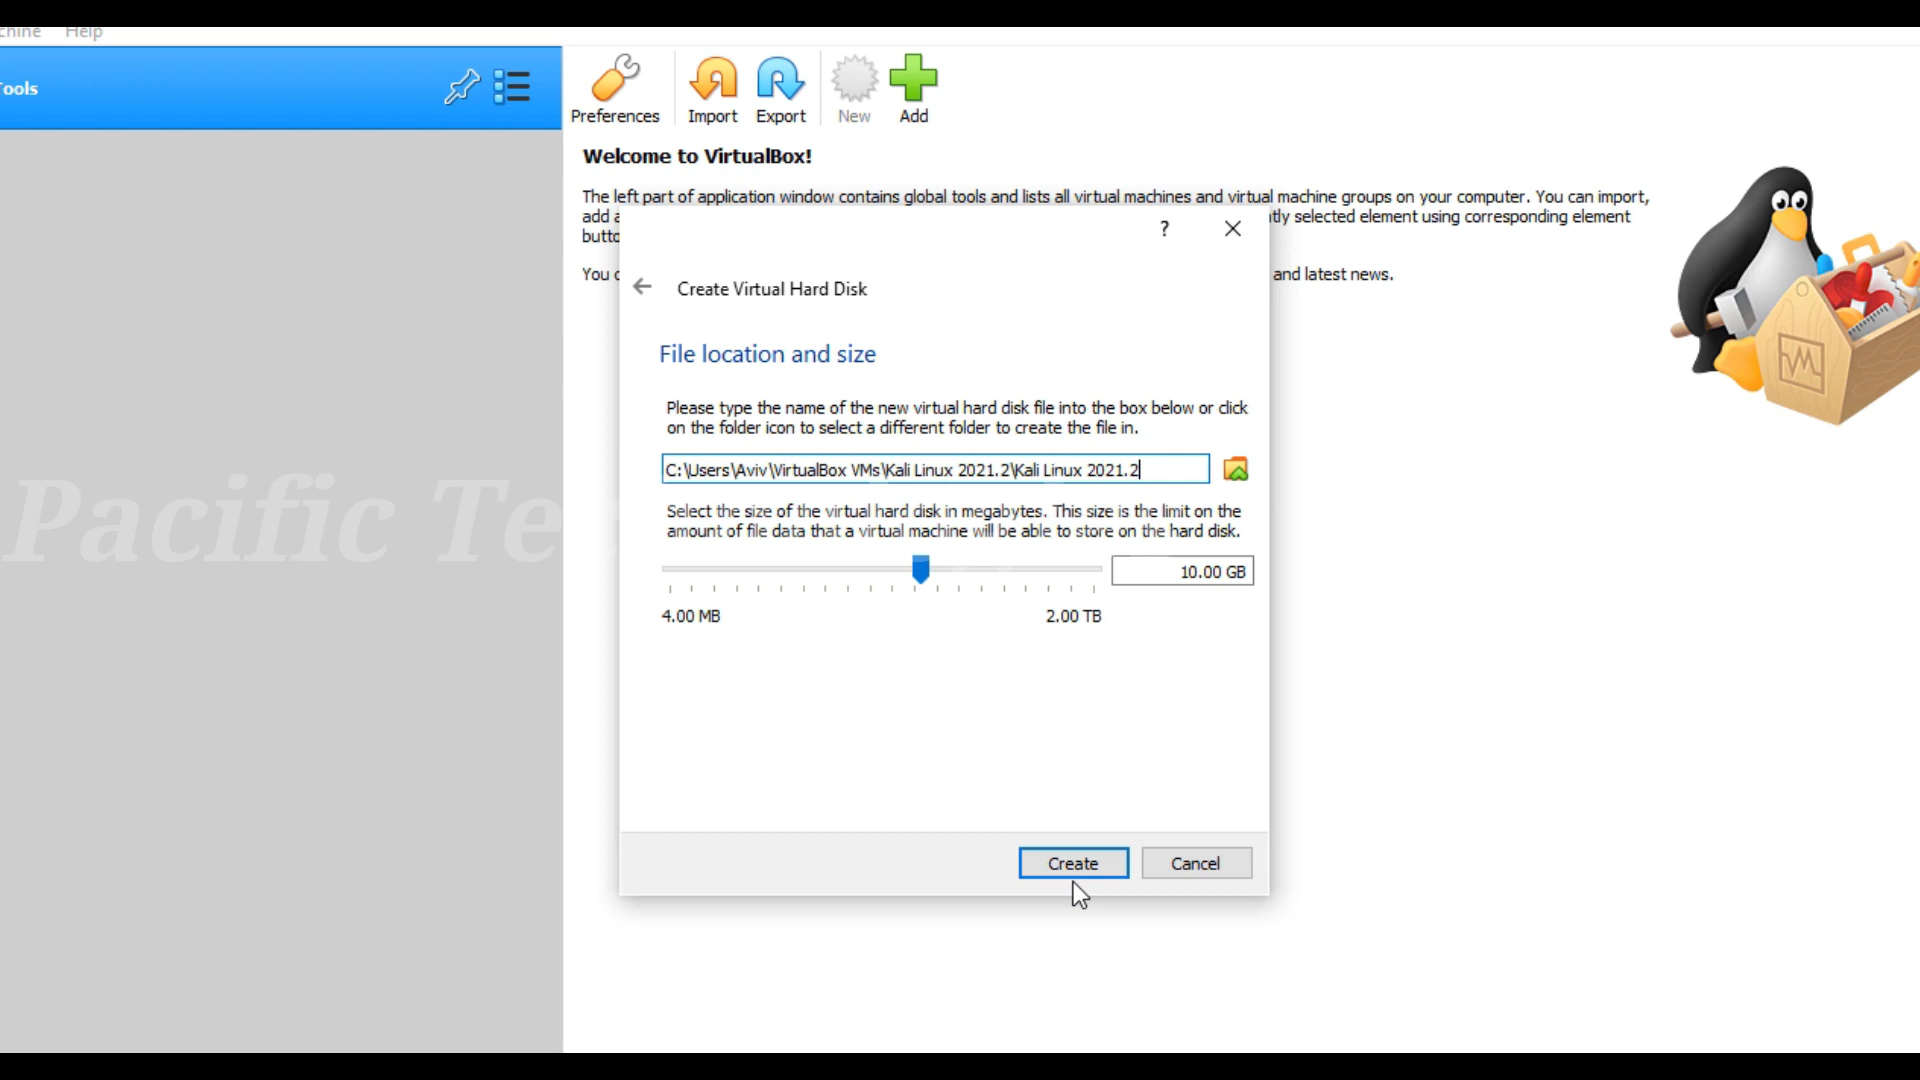 Help
Tools
Preferences
Import
Export
New
Add
Welcome to VirtualBox!
The left part of application window contains global tools and lists all virtual machines and virtual machine groups on your computer. You can import,
add
tly selected element using corresponding element
You
and latest news.
Create Virtual Hard Disk
File location and size
Please type the name of the new virtual hard disk file into the box below or click
on the folder icon to select a different folder to create the file in.
C:\Users\Aviv\VirtualBox VMs\Kali Linux 2021.2\Kali Linux 2021.2
Pacific Te
Select the size of the virtual hard disk in megabytes. This size is the limit on the
amount of file data that a virtual machine will be able to store on the hard disk.
10.00 GB
4.00 MB
2.00 TB
Create
Cancel